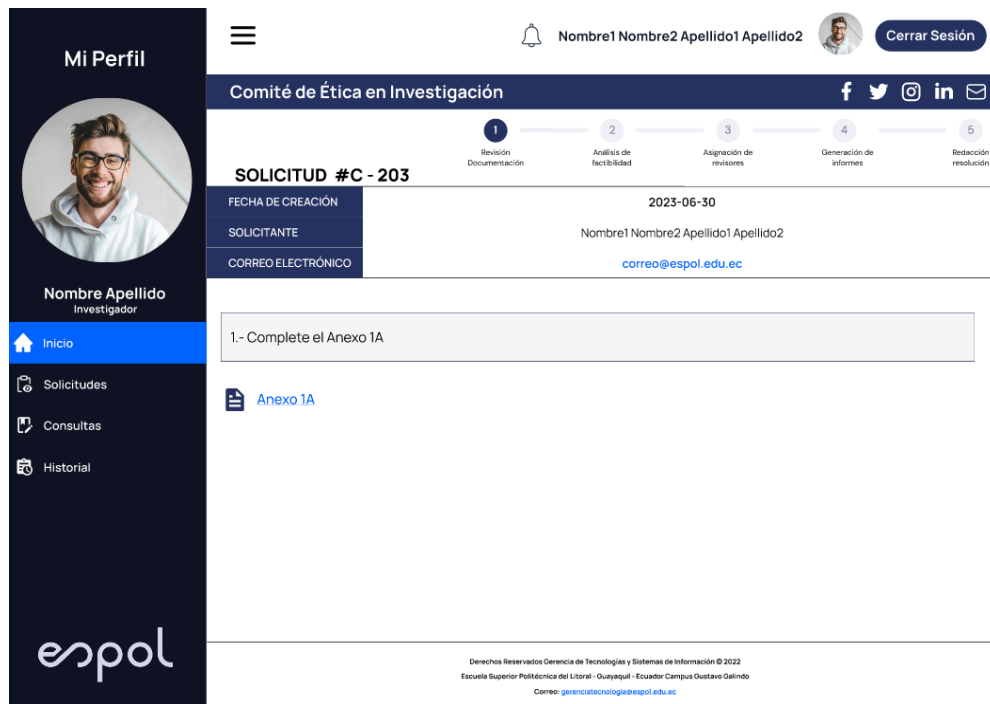 Mi Perfil
Nombre Apellido
Investigador
Inicio
Solicitudes
Consultas
Historial
espol
Nombre1 Nombre2 Apellido1 Apellido2
Cerrar Sesión
Comité de Ética en Investigación
1
2
3
4
5
Revisión
Documentación
Análisis de
factibilidad
Asignación de
revisores
Generación de
informes
Redacción
resolución
SOLICITUD #C - 203
FECHA DE CREACIÓN 2023-06-30
SOLICITANTE Nombre1 Nombre2 Apellido1 Apellido2
CORREO ELECTRÓNICO correo@espol.edu.ec
1.- Complete el Anexo 1A
Anexo 1A
Derechos Reservados Gerencia de Tecnologías y Sistemas de Información © 2022
Escuela Superior Politécnica del Litoral - Guayaquil - Ecuador Campus Gustavo Galindo
Correo: gerenciatecnologia@espol.edu.ec